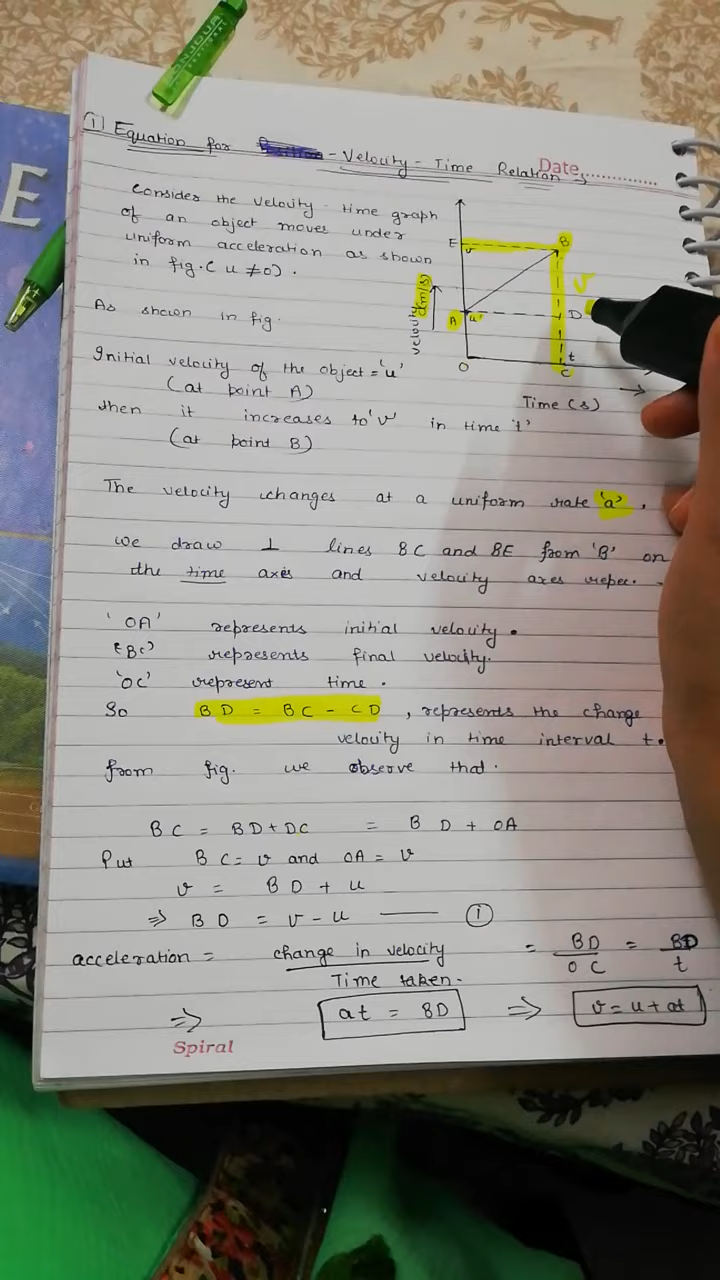 BONJOUR
E
① Equation for - Velocity - Time Relation
Date..............
Consider the velocity - time graph
of an object moves under
uniform acceleration as shown
in fig. (u ≠ 0).
As shown in fig.
Initial velocity of the object = 'u'
(at point A)
then it increases to 'v' in time 't'
(at point B)
E
v
B
v
velocity (m/s)
A
u
D
t
O
C
Time (s)
The velocity changes at a uniform rate 'a'.
we draw ⊥ lines BC and BE from 'B' on
the time axis and velocity axes repec.
'OA' represents initial velocity.
'BC' represents final velocity.
'OC' represent time.
So BD = BC - CD , represents the change
velouity in time interval t.
from fig. we observe that.
BC = BD + DC = BD + OA
Put BC = v and OA = v
v = BD + u
⇒ BD = v - u —— ①
acceleration = change in velocity / Time taken. = BD / OC = BD / t
⇒ at = BD ⇒ v = u + at
Spiral